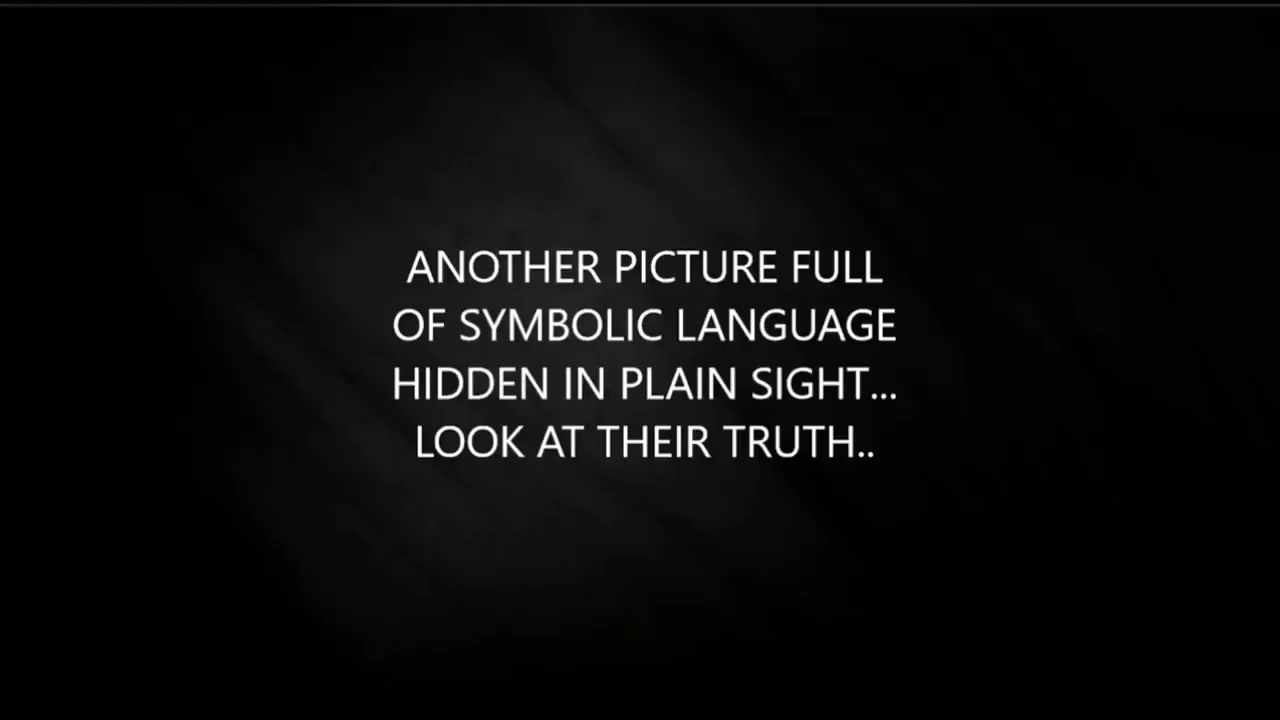 ANOTHER PICTURE FULL
OF SYMBOLIC LANGUAGE
HIDDEN IN PLAIN SIGHT...
LOOK AT THEIR TRUTH..